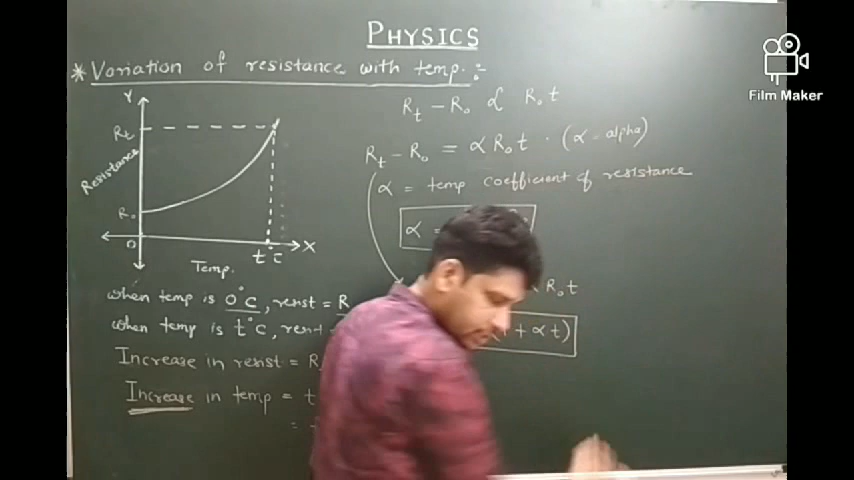 PHYSICS
* Variation of resistance with temp. :-
Film Maker
Y
Rt
Resistance
R₀
0
t°c
X
Temp.
when temp is 0°c, resist = R
when temp is t°c, resist
Increase in resist = R
Increase in temp = t
=
Rt - R₀ ∝ R₀ t
Rt - R₀ = α R₀ t . (α - alpha)
α = temp coefficient of resistance
α =
R₀ t
+ α t)